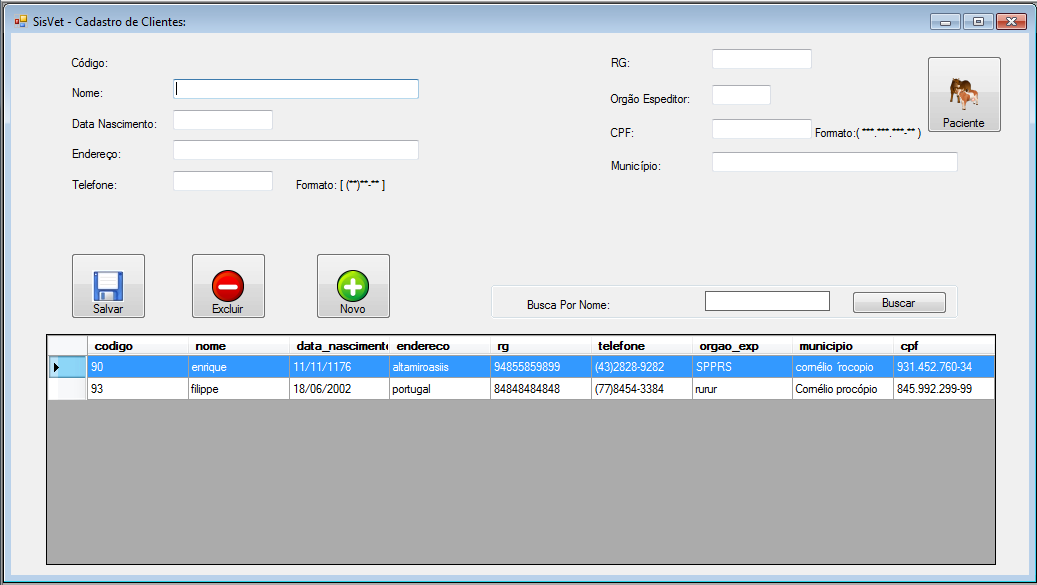 SisVet - Cadastro de Clientes:
Código:
Nome:
Data Nascimento:
Endereço:
Telefone: Formato: [ (**)**-** ]
RG:
Orgão Espeditor:
CPF: Formato:( ***.***.***-** )
Município:
Paciente
Salvar Excluir Novo
Busca Por Nome: Buscar
codigo nome data_nascimento endereco rg telefone orgao_exp municipio cpf
90 enrique 11/11/1176 altamiroasiis 94855859899 (43)2828-9282 SPPRS cornélio ´rocopio 931.452.760-34
93 filippe 18/06/2002 portugal 84848484848 (77)8454-3384 rurur Cornélio procópio 845.992.299-99